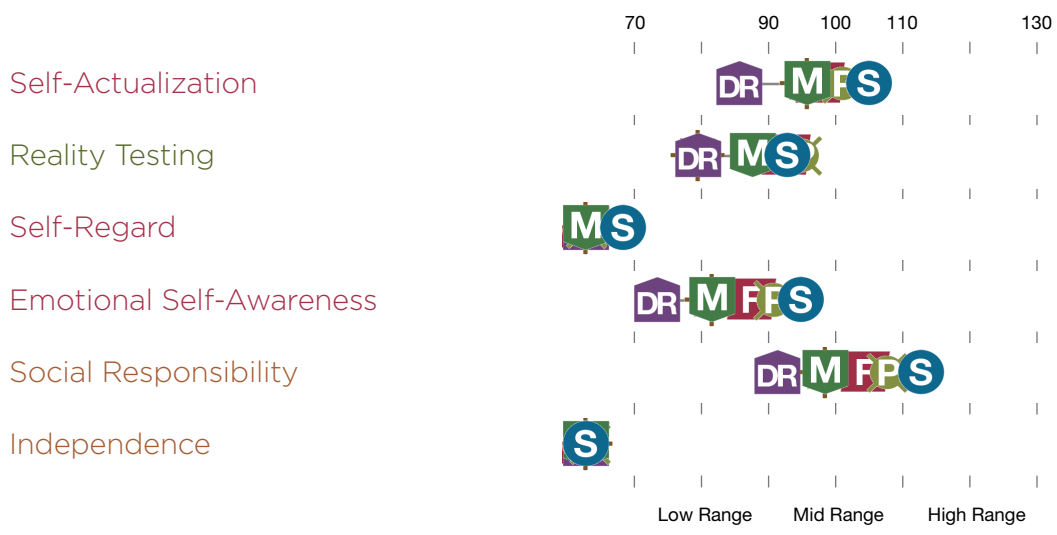 70 90 100 110 130
Self-Actualization DR M F S
Reality Testing DR M S
Self-Regard M S
Emotional Self-Awareness DR M F P S
Social Responsibility DR M F P S
Independence S
Low Range Mid Range High Range